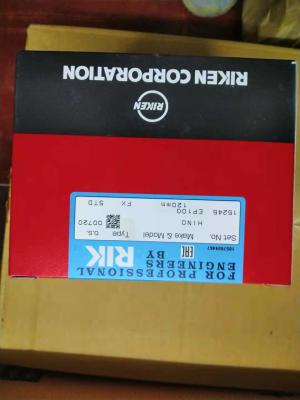 RIKEN CORPORATION
RIKEN
FOR PROFESSIONAL
ENGINEERS
BY
RIK
EAC
Set No. Make & Model Type o.s.
HINO 00720
15245 EP100 FX STD
120mm